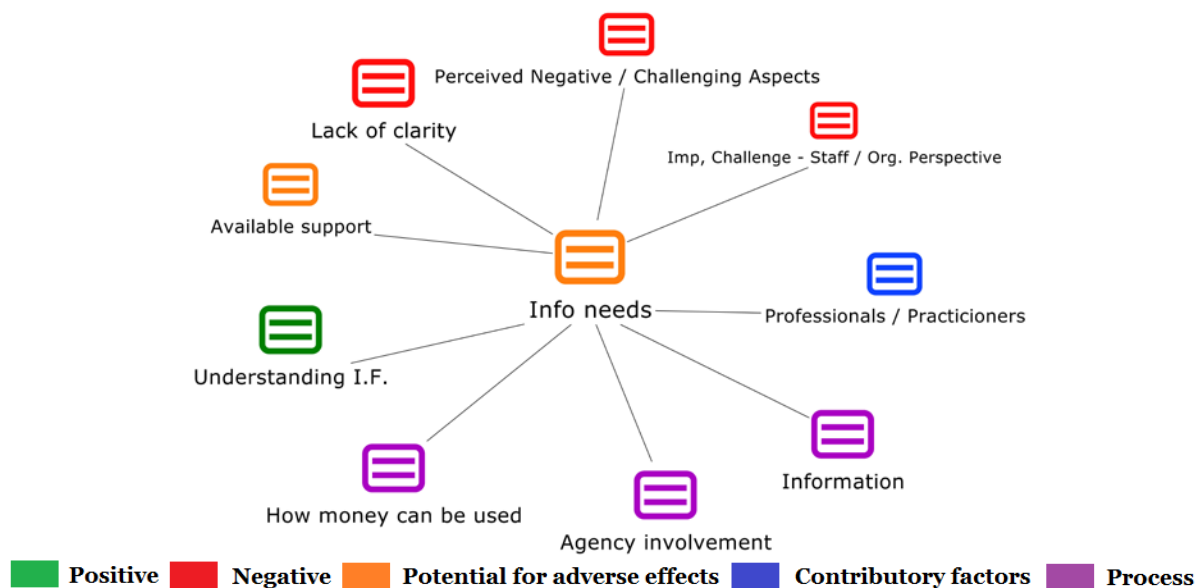 Perceived Negative / Challenging Aspects
Lack of clarity
Imp, Challenge - Staff / Org. Perspective
Available support
Info needs
Professionals / Practicioners
Understanding I.F.
Information
How money can be used
Agency involvement
Positive Negative Potential for adverse effects Contributory factors Process